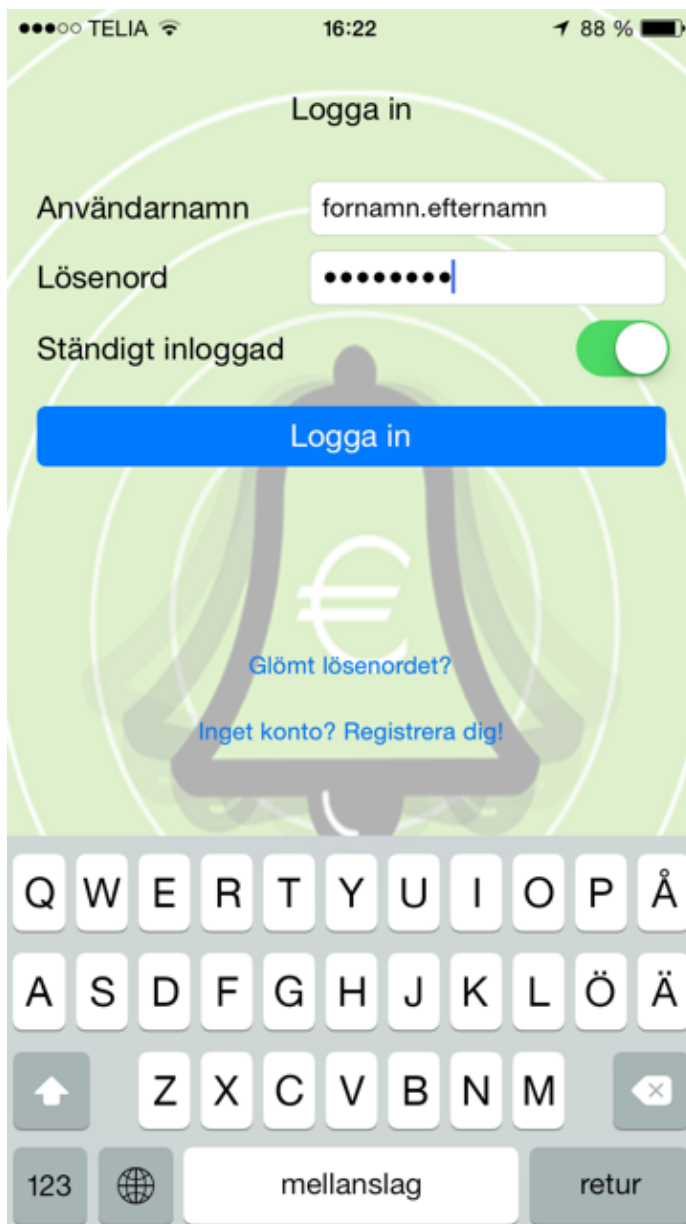 TELIA 16:22 88 %
Logga in
Användarnamn fornamn.efternamn
Lösenord ••••••••
Ständigt inloggad
Logga in
€
Glömt lösenordet?
Inget konto? Registrera dig!
Q W E R T Y U I O P Å
A S D F G H J K L Ö Ä
Z X C V B N M
123 mellanslag retur